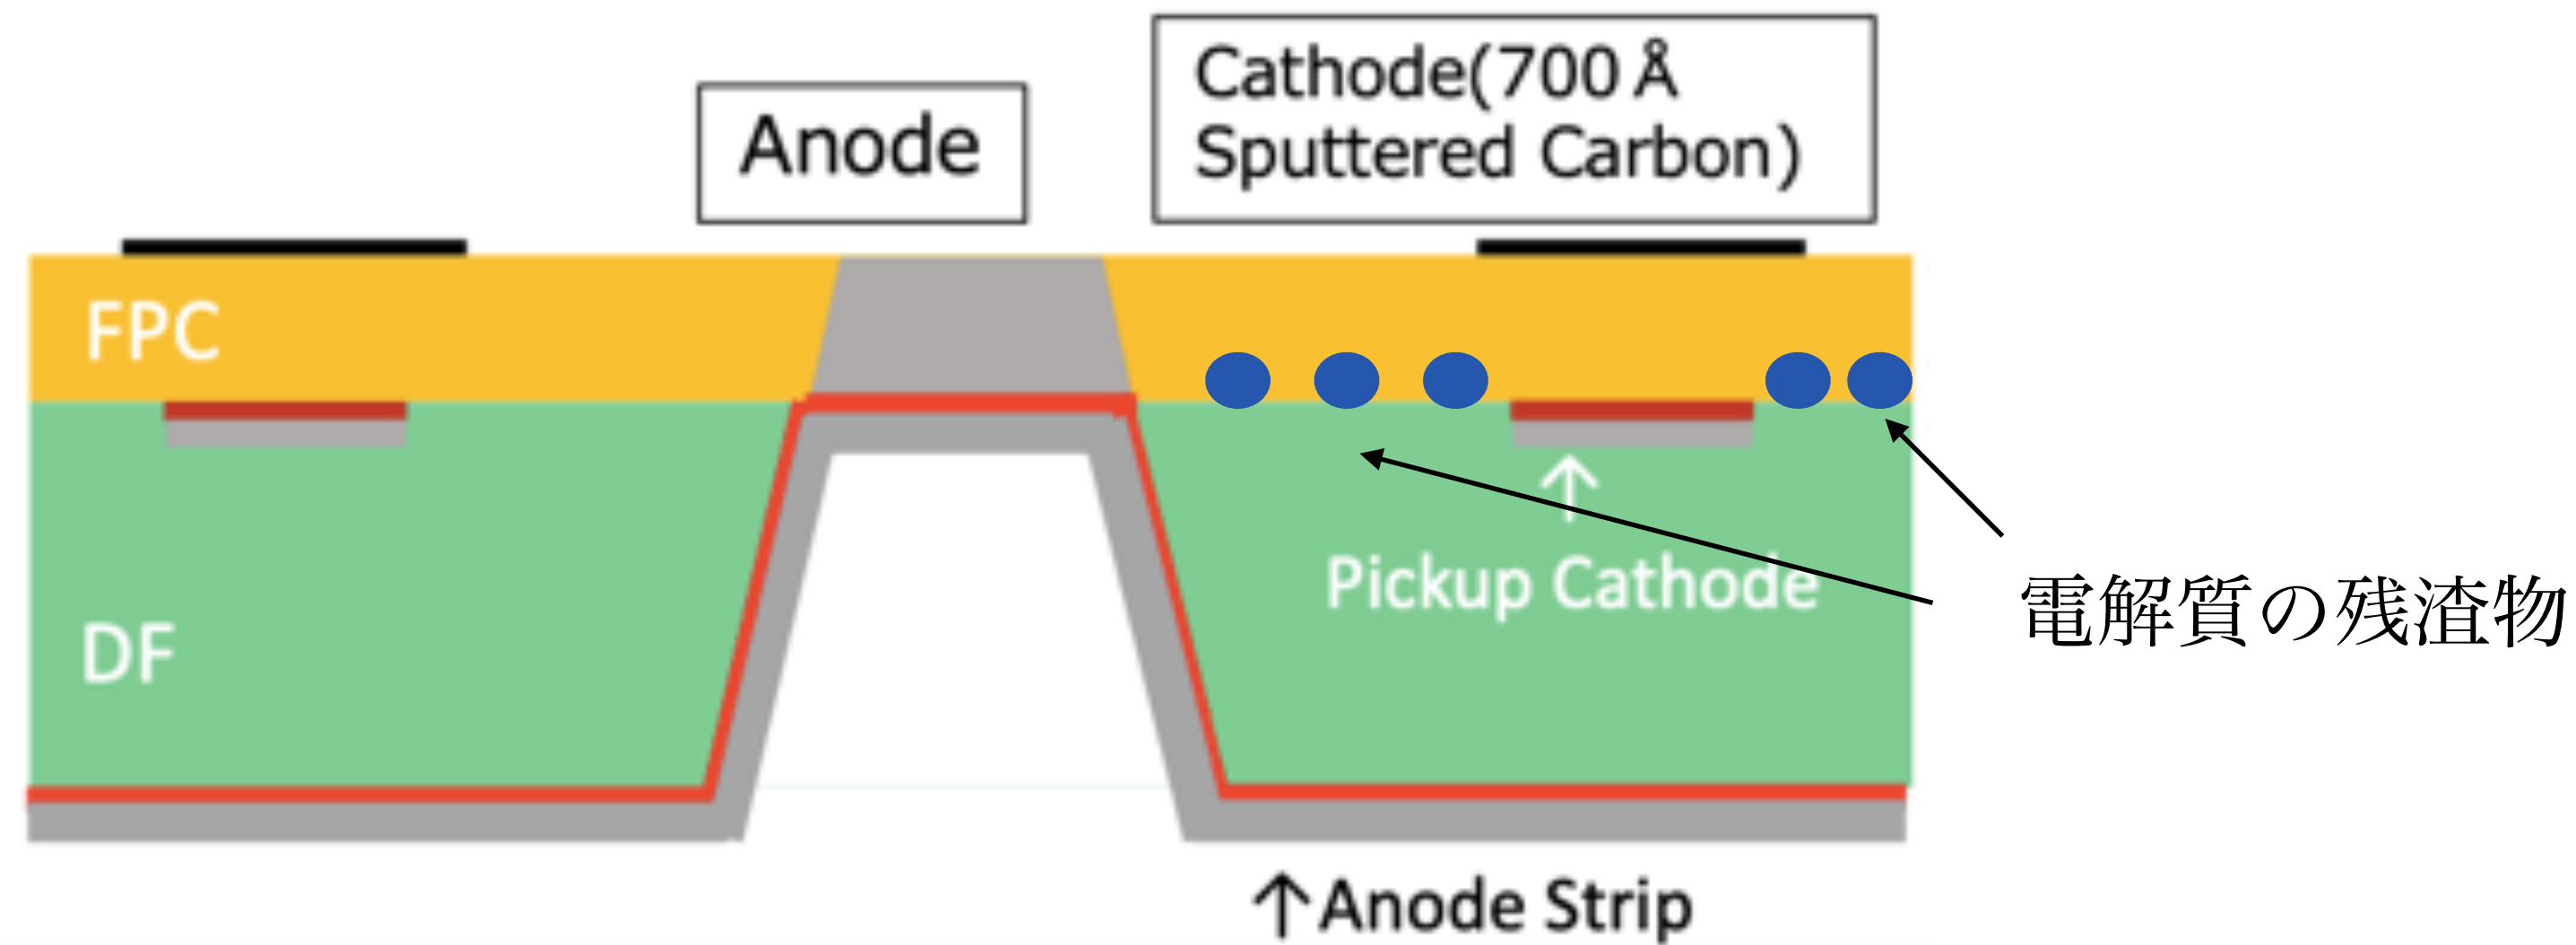 Anode
Cathode(700 Å
Sputtered Carbon)
FPC
↑
Pickup Cathode
DF
電解質の残渣物
↑Anode Strip